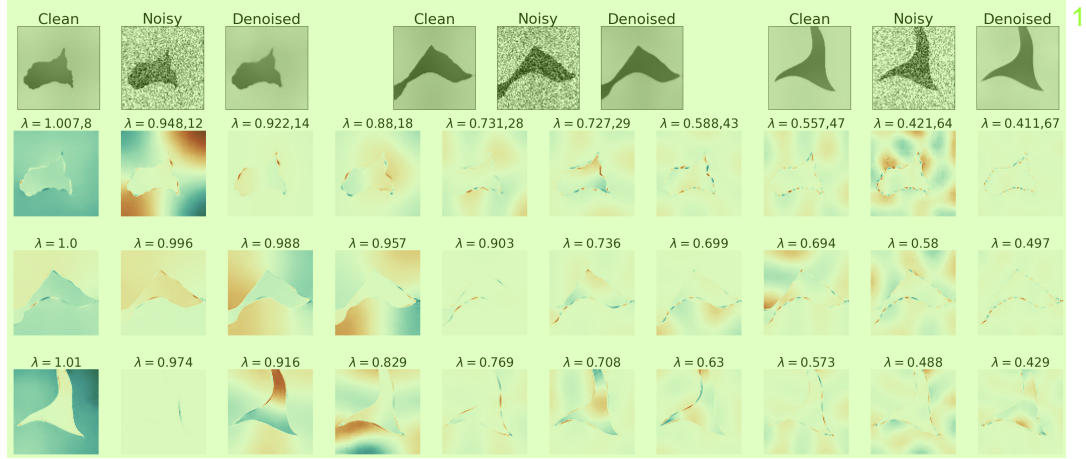 Clean Noisy Denoised Clean Noisy Denoised Clean Noisy Denoised 1
λ = 1.007,8 λ = 0.948,12 λ = 0.922,14 λ = 0.88,18 λ = 0.731,28 λ = 0.727,29 λ = 0.588,43 λ = 0.557,47 λ = 0.421,64 λ = 0.411,67
λ = 1.0 λ = 0.996 λ = 0.988 λ = 0.957 λ = 0.903 λ = 0.736 λ = 0.699 λ = 0.694 λ = 0.58 λ = 0.497
λ = 1.01 λ = 0.974 λ = 0.916 λ = 0.829 λ = 0.769 λ = 0.708 λ = 0.63 λ = 0.573 λ = 0.488 λ = 0.429